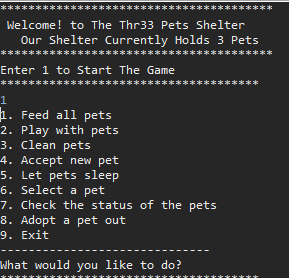 ***************************************
Welcome! to The Thr33 Pets Shelter
Our Shelter Currently Holds 3 Pets
***************************************
Enter 1 to Start The Game
*************************************
1
1. Feed all pets
2. Play with pets
3. Clean pets
4. Accept new pet
5. Let pets sleep
6. Select a pet
7. Check the status of the pets
8. Adopt a pet out
9. Exit
------------------------------
What would you like to do?
*************************************